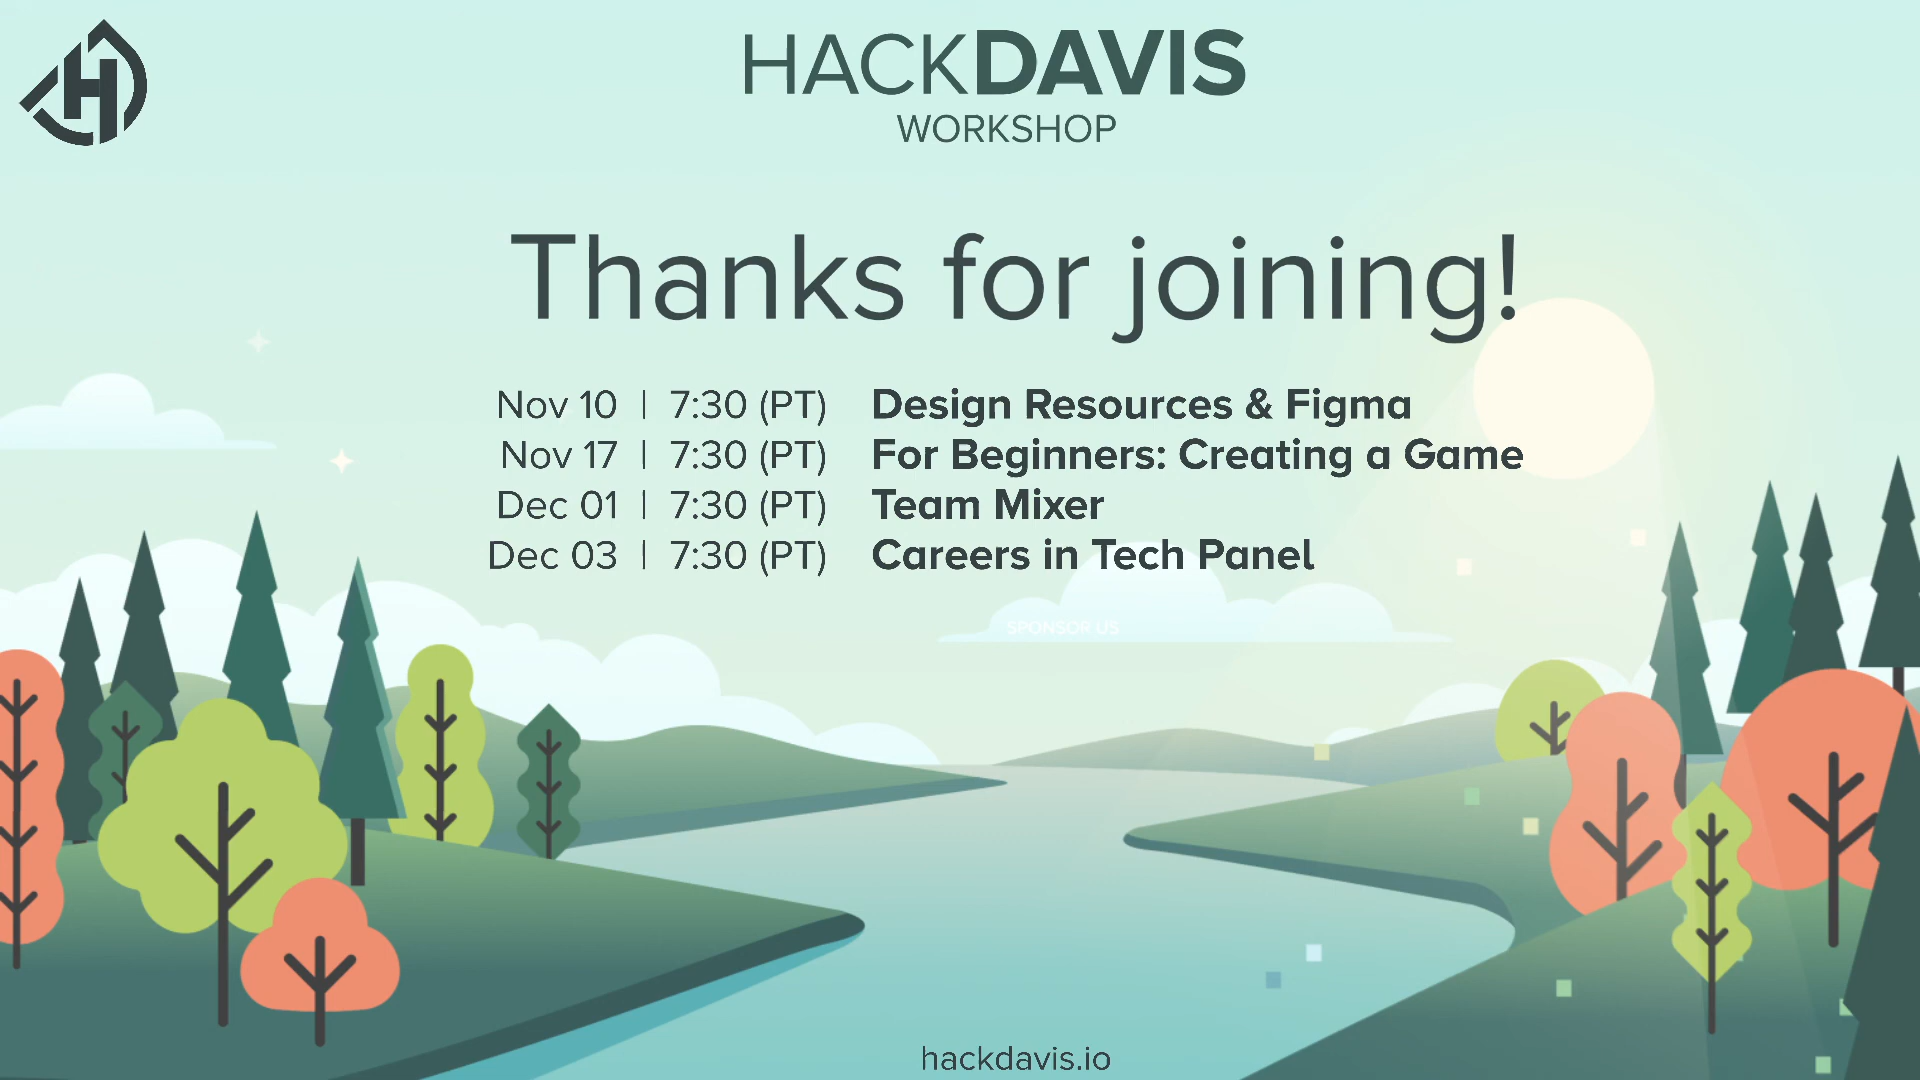 HACKDAVIS
WORKSHOP
Thanks for joining!
Nov 10 | 7:30 (PT) Design Resources & Figma
Nov 17 | 7:30 (PT) For Beginners: Creating a Game
Dec 01 | 7:30 (PT) Team Mixer
Dec 03 | 7:30 (PT) Careers in Tech Panel
SPONSOR US
hackdavis.io